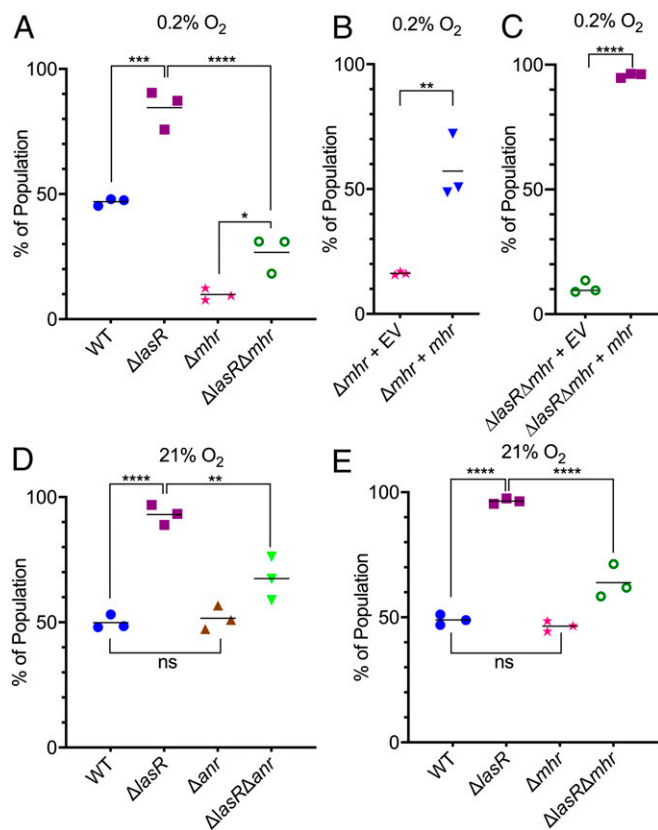 A
0.2% O2
% of Population
100
50
0
***
****
*
WT
ΔlasR
Δmhr
ΔlasRΔmhr
B
0.2% O2
% of Population
100
50
0
**
Δmhr + EV
Δmhr + mhr
C
0.2% O2
% of Population
100
50
0
****
ΔlasRΔmhr + EV
ΔlasRΔmhr + mhr
D
21% O2
% of Population
100
50
0
****
**
ns
WT
ΔlasR
Δanr
ΔlasRΔanr
E
21% O2
% of Population
100
50
0
****
****
ns
WT
ΔlasR
Δmhr
ΔlasRΔmhr